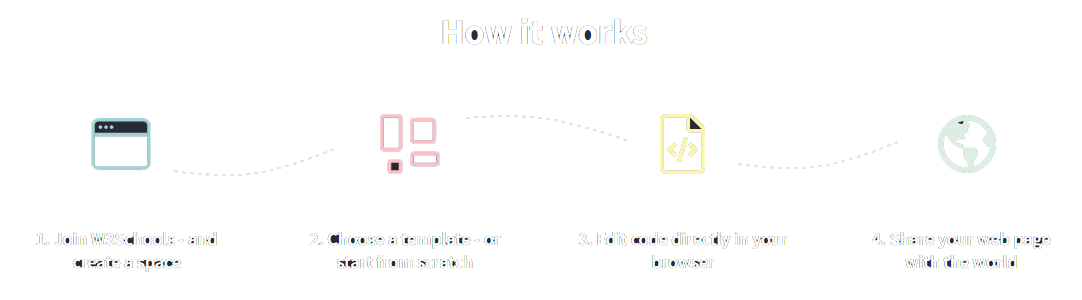 How it works
1. Join W3Schools - and
create a space
2. Choose a template - or
start from scratch
3. Edit code directly in your
browser
4. Share your web page
with the world